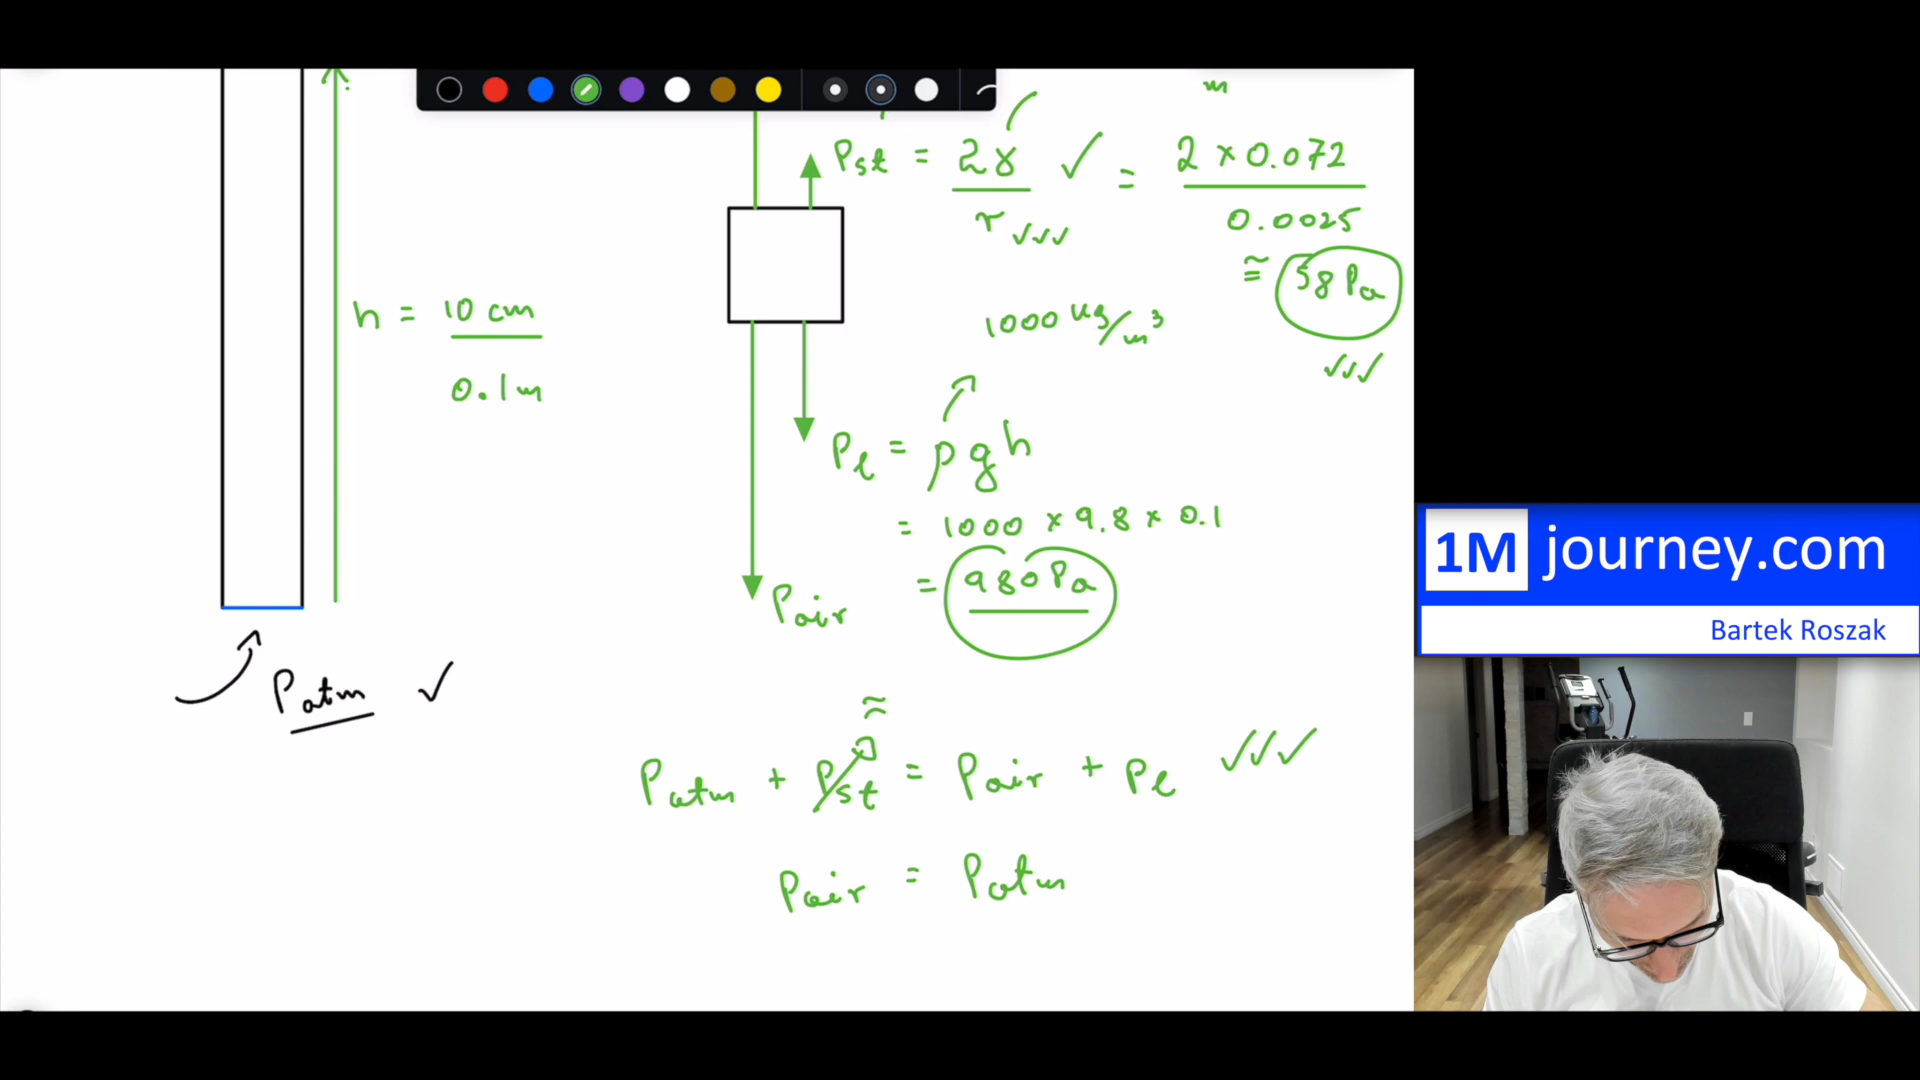 m
Pst = 2γ / r ✓ = 2 × 0.072 / 0.0025
✓✓✓
≅ 58 Pa
✓✓✓
h = 10 cm
0.1m
1000 kg/m³
Pl = ρgh
= 1000 × 9.8 × 0.1
= 980 Pa
Pair
Patm ✓
≈
Patm + Pst = Pair + Pl ✓✓✓
Pair = Patm
1M journey.com
Bartek Roszak